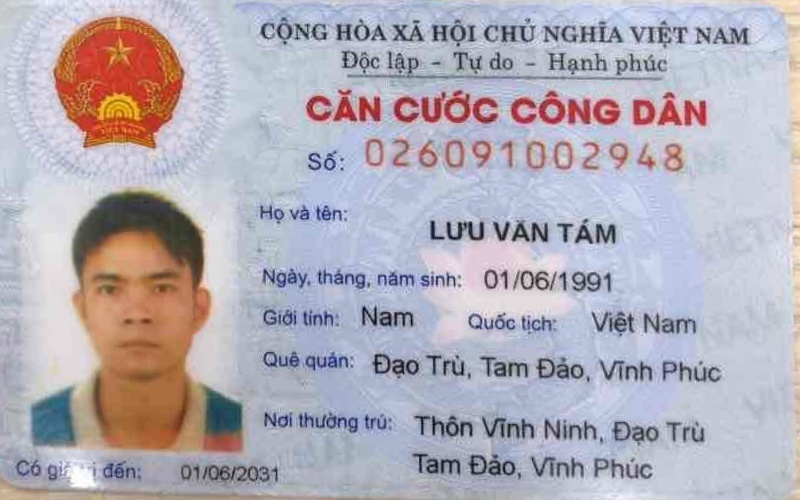 CỘNG HÒA XÃ HỘI CHỦ NGHĨA VIỆT NAM
Độc lập - Tự do - Hạnh phúc
CĂN CƯỚC CÔNG DÂN
Số: 026091002948
Họ và tên:
LƯU VĂN TÁM
Ngày, tháng, năm sinh: 01/06/1991
Giới tính: Nam Quốc tịch: Việt Nam
Quê quán: Đạo Trù, Tam Đảo, Vĩnh Phúc
Nơi thường trú: Thôn Vĩnh Ninh, Đạo Trù
Tam Đảo, Vĩnh Phúc
Có giá trị đến: 01/06/2031